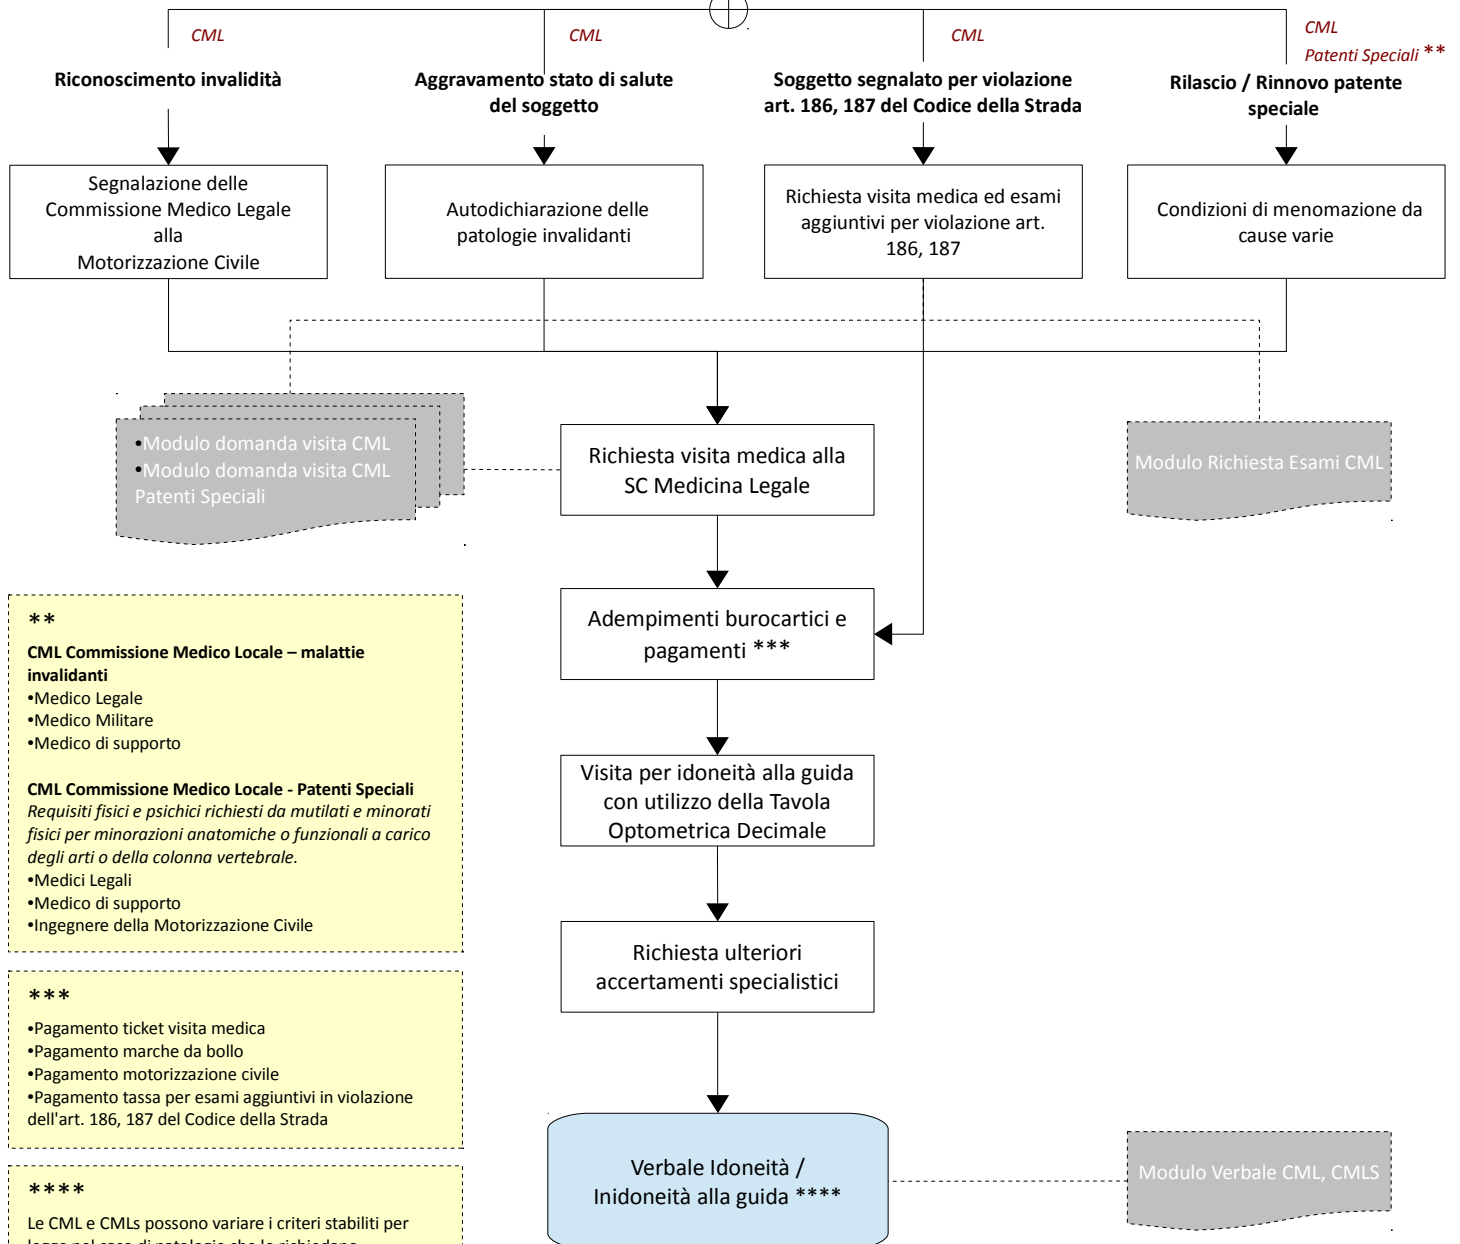 CML
CML
CML
CML
Patenti Speciali **
Riconoscimento invalidità
Aggravamento stato di salute
del soggetto
Soggetto segnalato per violazione
art. 186, 187 del Codice della Strada
Rilascio / Rinnovo patente
speciale
Segnalazione delle
Commissione Medico Legale
alla
Motorizzazione Civile
Autodichiarazione delle
patologie invalidanti
Richiesta visita medica ed esami
aggiuntivi per violazione art.
186, 187
Condizioni di menomazione da
cause varie
•Modulo domanda visita CML
•Modulo domanda visita CML
Patenti Speciali
Richiesta visita medica alla
SC Medicina Legale
Modulo Richiesta Esami CML
Adempimenti burocartici e
pagamenti ***
**
CML Commissione Medico Locale – malattie
invalidanti
•Medico Legale
•Medico Militare
•Medico di supporto
CML Commissione Medico Locale - Patenti Speciali
Requisiti fisici e psichici richiesti da mutilati e minorati
fisici per minorazioni anatomiche o funzionali a carico
degli arti o della colonna vertebrale.
•Medici Legali
•Medico di supporto
•Ingegnere della Motorizzazione Civile
Visita per idoneità alla guida
con utilizzo della Tavola
Optometrica Decimale
Richiesta ulteriori
accertamenti specialistici
***
•Pagamento ticket visita medica
•Pagamento marche da bollo
•Pagamento motorizzazione civile
•Pagamento tassa per esami aggiuntivi in violazione
dell'art. 186, 187 del Codice della Strada
Verbale Idoneità /
Inidoneità alla guida ****
Modulo Verbale CML, CMLS
****
Le CML e CMLs possono variare i criteri stabiliti per
legge nel caso di patologie che lo richiedano